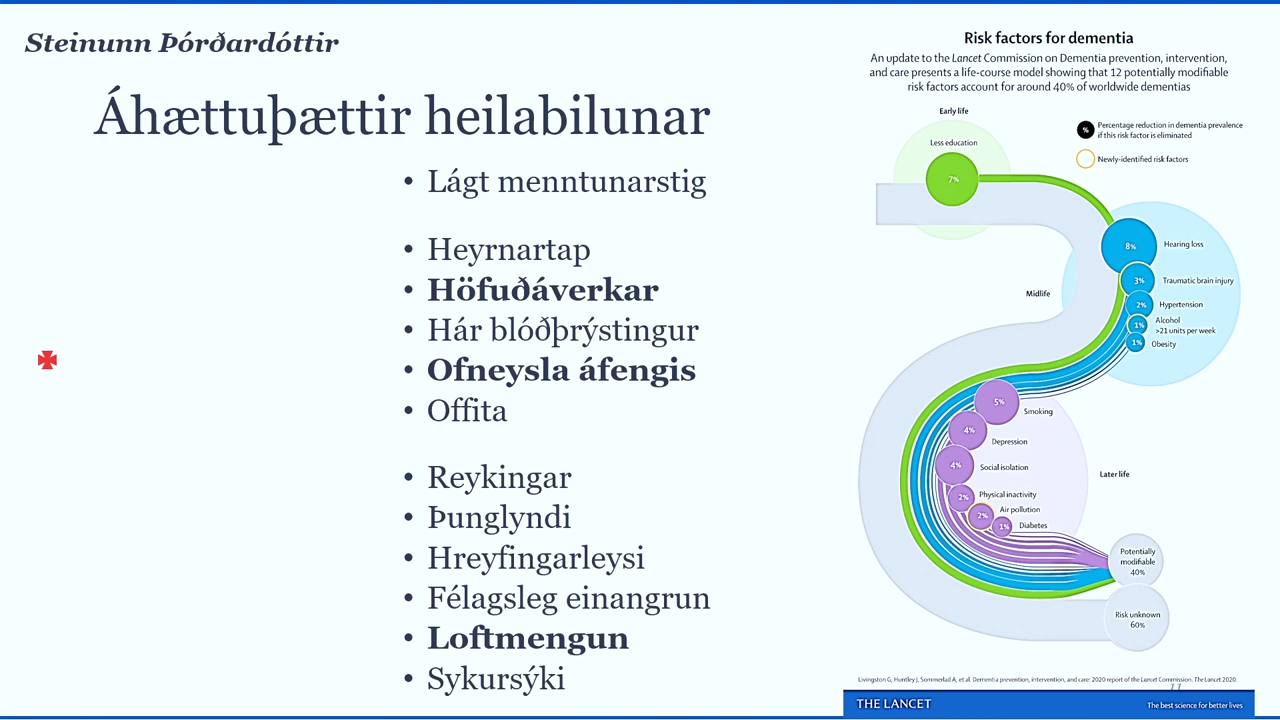 Steinunn Þórðardóttir
Áhættuþættir heilabilunar
• Lágt menntunarstig
• Heyrnartap
• Höfuðáverkar
• Hár blóðþrýstingur
• Ofneysla áfengis
• Offita
• Reykingar
• Þunglyndi
• Hreyfingarleysi
• Félagsleg einangrun
• Loftmengun
• Sykursýki
Risk factors for dementia
An update to the Lancet Commission on Dementia prevention, intervention,
and care presents a life-course model showing that 12 potentially modifiable
risk factors account for around 40% of worldwide dementias
Early life
% Percentage reduction in dementia prevalence
if this risk factor is eliminated
Newly-identified risk factors
Less education
7%
8% Hearing loss
3% Traumatic brain injury
Midlife
2% Hypertension
1% Alcohol
>21 units per week
1% Obesity
5% Smoking
4% Depression
4% Social isolation
Later life
2% Physical inactivity
2% Air pollution
1% Diabetes
Potentially
modifiable
40%
Risk unknown
60%
Livingston G, Huntley J, Sommerlad A, et al. Dementia prevention, intervention, and care: 2020 report of the Lancet Commission. The Lancet 2020.
THE LANCET
The best science for better lives